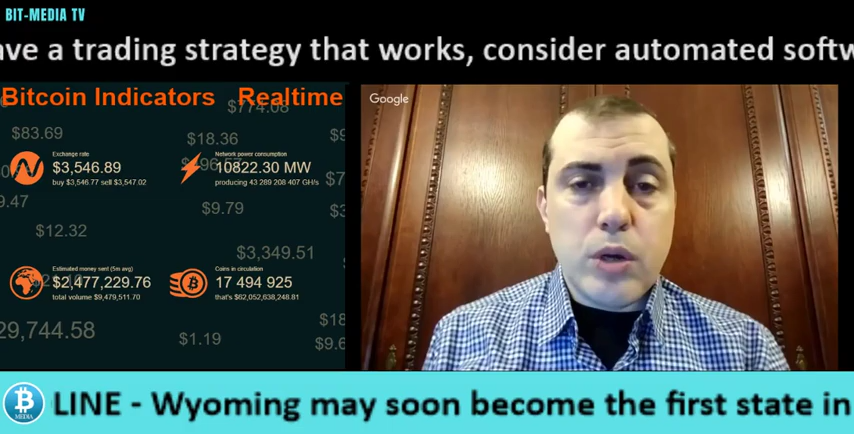 BIT-MEDIA TV
ave a trading strategy that works, consider automated softw
Bitcoin Indicators Realtime
$774.08
Google
$83.69
$18.36
Exchange rate
$3,546.89
buy $3,546.77 sell $3,547.02
Network power consumption
10822.30 MW
producing 43 289 208 407 GH/s
$7
9.47
$9.79
$12.32
$3,349.51
Estimated money sent (5m avg)
$2,477,229.76
total volume $9,479,511.70
Coins in circulation
17 494 925
that's $62,052,638,248.81
29,744.58
$1.19
$18
$9.6
B
MEDIA
LINE - Wyoming may soon become the first state in